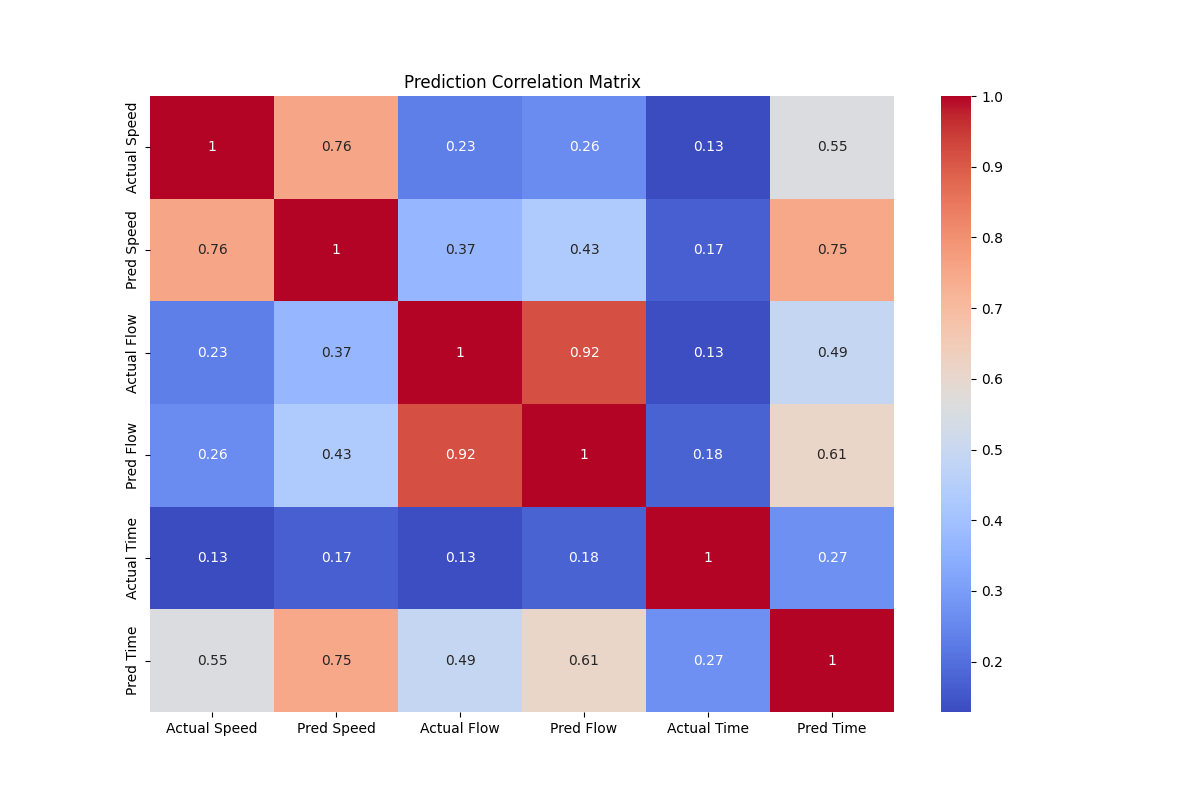 Prediction Correlation Matrix
Actual Speed
1 0.76 0.23 0.26 0.13 0.55
Pred Speed
0.76 1 0.37 0.43 0.17 0.75
Actual Flow
0.23 0.37 1 0.92 0.13 0.49
Pred Flow
0.26 0.43 0.92 1 0.18 0.61
Actual Time
0.13 0.17 0.13 0.18 1 0.27
Pred Time
0.55 0.75 0.49 0.61 0.27 1
Actual Speed Pred Speed Actual Flow Pred Flow Actual Time Pred Time
1.0
0.9
0.8
0.7
0.6
0.5
0.4
0.3
0.2